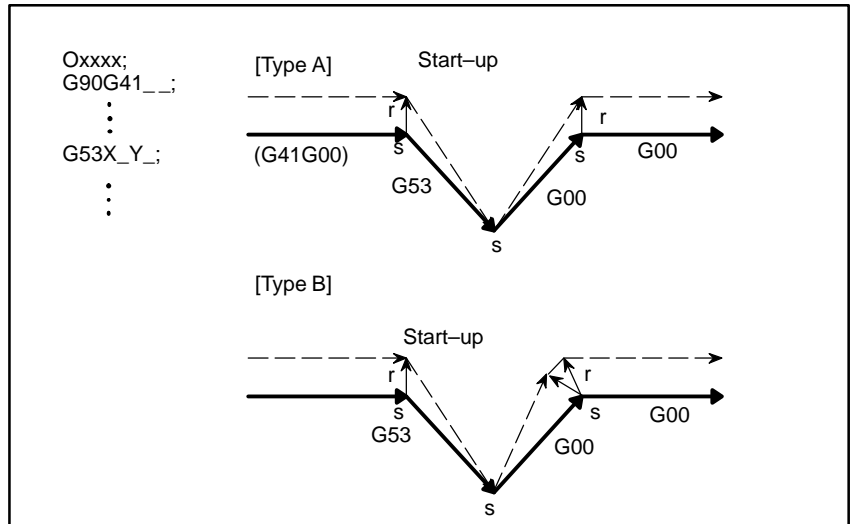 Oxxxx;
G90G41_ _;
G53X_Y_;
[Type A]
Start–up
r
r
s
s
(G41G00)
G53
G00
G00
s
[Type B]
Start–up
r
r
s
s
G53
G00
G00
s